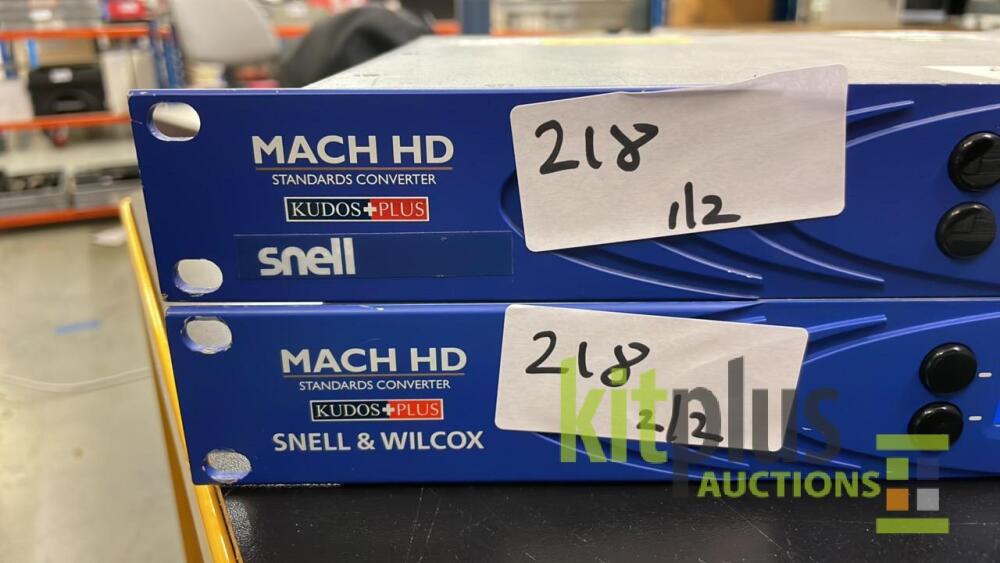 MACH HD
STANDARDS CONVERTER
KUDOS+PLUS
snell
218
1/2
MACH HD
STANDARDS CONVERTER
KUDOS+PLUS
SNELL & WILCOX
218
2/2
kitplus
AUCTIONS